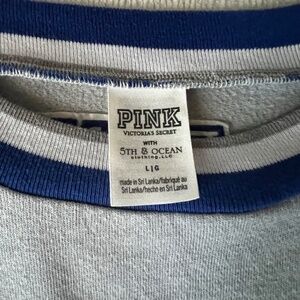 PINK
VICTORIA'S SECRET
WITH
5TH & OCEAN
clothing, LLC
L|G
made in Sri Lanka/fabriqué au
Sri Lanka/hecho en Sri Lanka